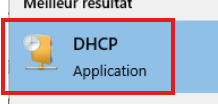 Meilleur résultat
DHCP
Application